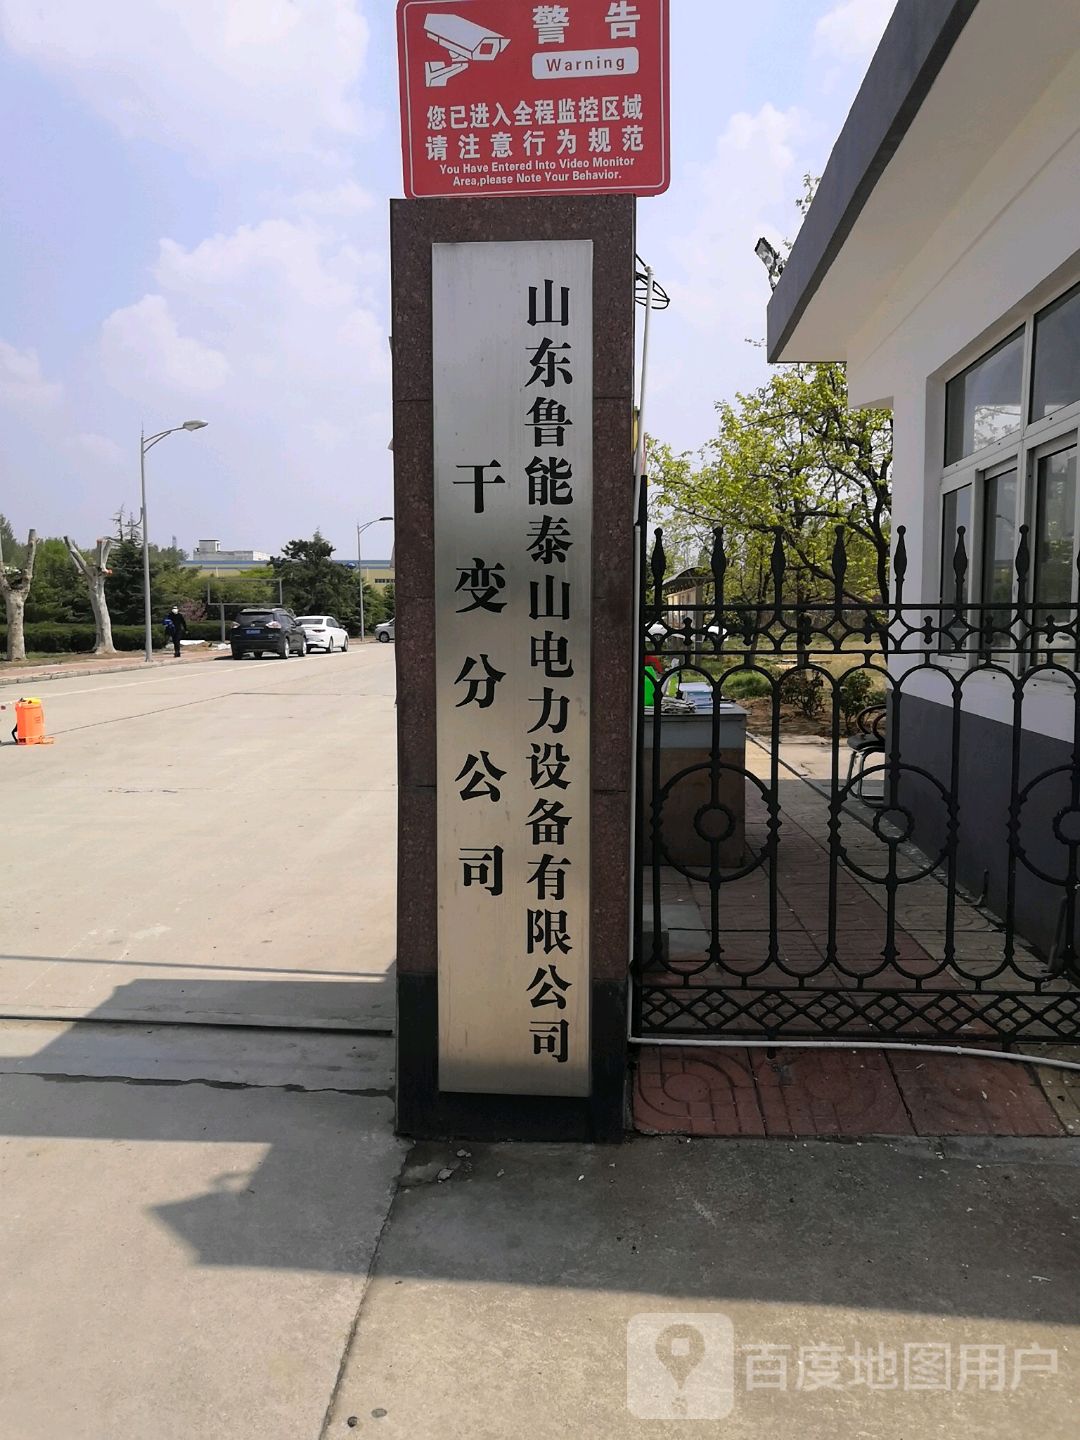 警告
Warning
您已进入全程监控区域
请注意行为规范
You Have Entered Into Video Monitor
Area,please Note Your Behavior.
山东鲁能泰山电力设备有限公司
干变分公司
百度地图用户